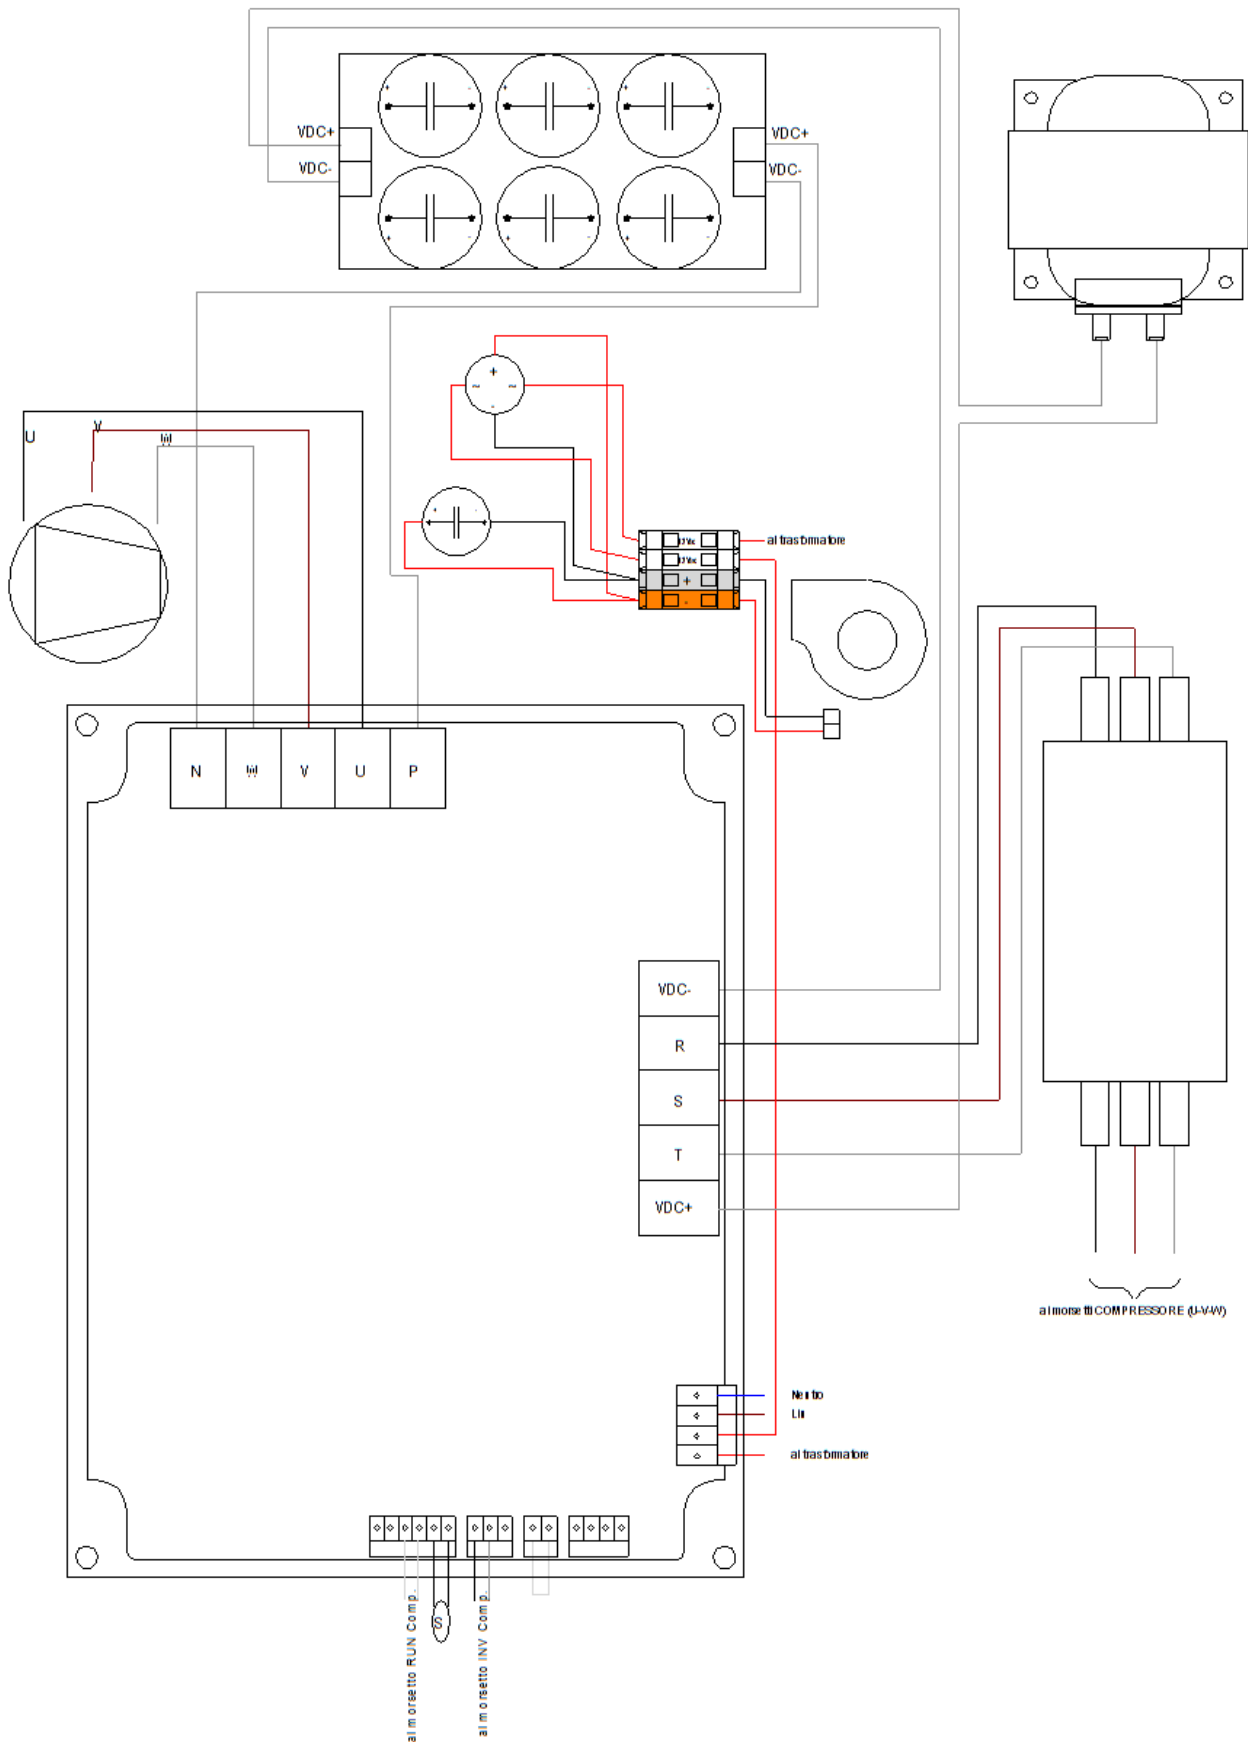 VDC+
VDC-
VDC+
VDC-
U
V
W
al trasformatore
+
-
N
W
V
U
P
VDC-
R
S
T
VDC+
al morsetti COMPRESSORE (U-V-W)
Neutro
al trasformatore
S
al morsetto RUN Comp.
al morsetto INV Comp.